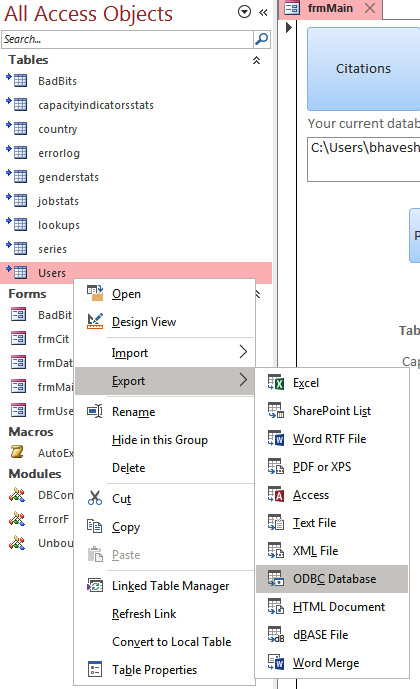 All Access Objects
Search...
Tables
BadBits
capacityindicatorsstats
country
errorlog
genderstats
jobstats
lookups
series
Users
Forms
BadBit
frmCit
frmDat
frmMai
frmUse
Macros
AutoEx
Modules
DBCon
ErrorF
Unbou
Open
Design View
Import
Export
Rename
Hide in this Group
Delete
Cut
Copy
Paste
Linked Table Manager
Refresh Link
Convert to Local Table
Table Properties
Excel
SharePoint List
Word RTF File
PDF or XPS
Access
Text File
XML File
ODBC Database
HTML Document
dBASE File
Word Merge
frmMain
Citations
Your current datab
C:\Users\bhavesh
P
Tab
Cap